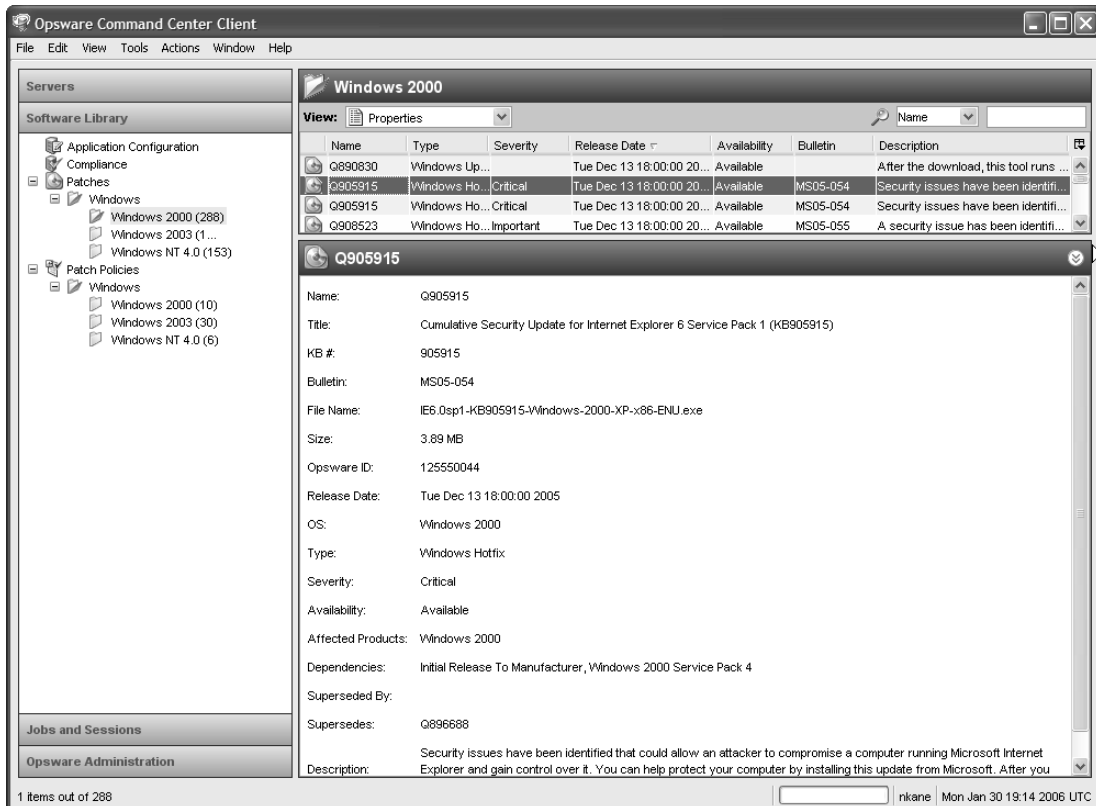 Opsware Command Center Client
File Edit View Tools Actions Window Help
Servers
Software Library
Application Configuration
Compliance
Patches
Windows
Windows 2000 (288)
Windows 2003 (1...
Windows NT 4.0 (153)
Patch Policies
Windows
Windows 2000 (10)
Windows 2003 (30)
Windows NT 4.0 (6)
Jobs and Sessions
Opsware Administration
Windows 2000
View: Properties Name
Name Type Severity Release Date Availability Bulletin Description
Q890830 Windows Up... Tue Dec 13 18:00:00 20... Available After the download, this tool runs ...
Q905915 Windows Ho... Critical Tue Dec 13 18:00:00 20... Available MS05-054 Security issues have been identifi...
Q905915 Windows Ho... Critical Tue Dec 13 18:00:00 20... Available MS05-054 Security issues have been identifi...
Q908523 Windows Ho... Important Tue Dec 13 18:00:00 20... Available MS05-055 A security issue has been identifi...
Q905915
Name: Q905915
Title: Cumulative Security Update for Internet Explorer 6 Service Pack 1 (KB905915)
KB #: 905915
Bulletin: MS05-054
File Name: IE6.0sp1-KB905915-Windows-2000-XP-x86-ENU.exe
Size: 3.89 MB
Opsware ID: 125550044
Release Date: Tue Dec 13 18:00:00 2005
OS: Windows 2000
Type: Windows Hotfix
Severity: Critical
Availability: Available
Affected Products: Windows 2000
Dependencies: Initial Release To Manufacturer, Windows 2000 Service Pack 4
Superseded By:
Supersedes: Q896688
Security issues have been identified that could allow an attacker to compromise a computer running Microsoft Internet
Description: Explorer and gain control over it. You can help protect your computer by installing this update from Microsoft. After you
1 items out of 288 nkane Mon Jan 30 19:14 2006 UTC